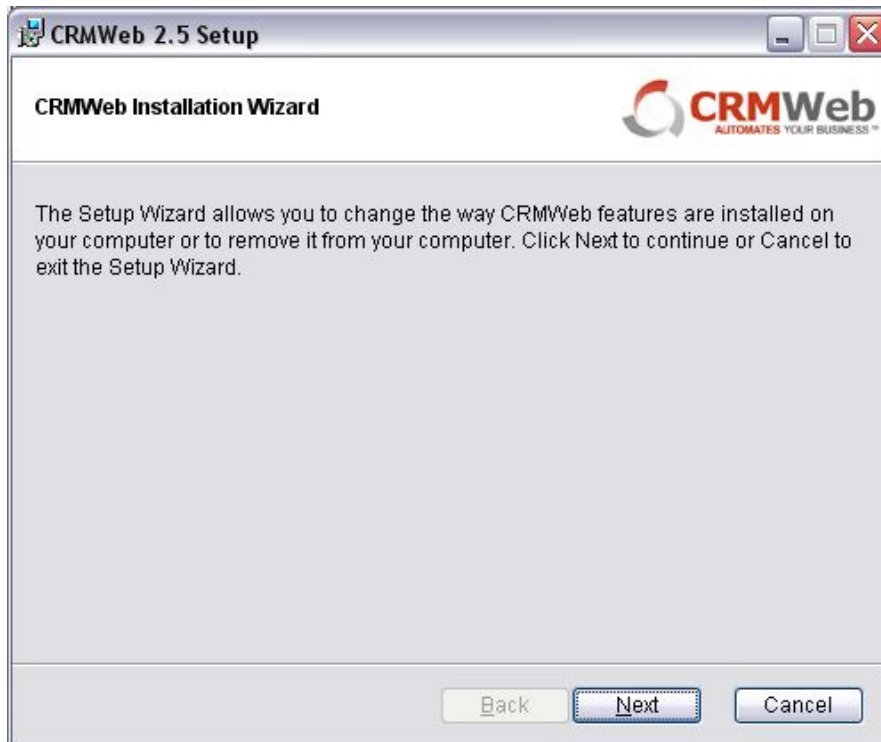 CRMWeb 2.5 Setup
CRMWeb Installation Wizard
CRMWeb
AUTOMATES YOUR BUSINESS™
The Setup Wizard allows you to change the way CRMWeb features are installed on
your computer or to remove it from your computer. Click Next to continue or Cancel to
exit the Setup Wizard.
Back
Next
Cancel